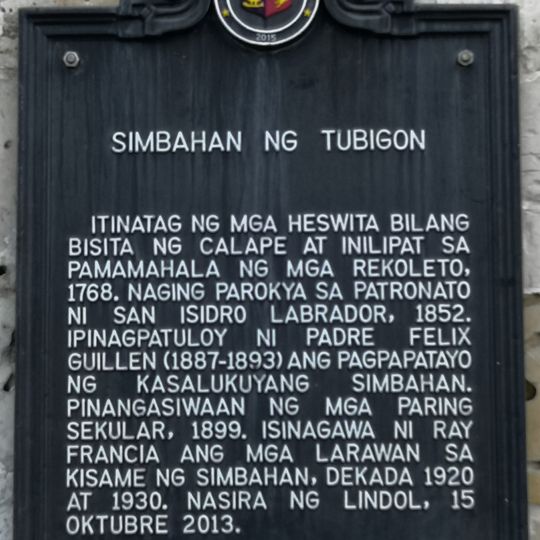 2015
SIMBAHAN NG TUBIGON
ITINATAG NG MGA HESWITA BILANG
BISITA NG CALAPE AT INILIPAT SA
PAMAMAHALA NG MGA REKOLETO,
1768. NAGING PAROKYA SA PATRONATO
NI SAN ISIDRO LABRADOR, 1852.
IPINAGPATULOY NI PADRE FELIX
GUILLEN (1887-1893) ANG PAGPAPATAYO
NG KASALUKUYANG SIMBAHAN.
PINANGASIWAAN NG MGA PARING
SEKULAR, 1899. ISINAGAWA NI RAY
FRANCIA ANG MGA LARAWAN SA
KISAME NG SIMBAHAN, DEKADA 1920
AT 1930. NASIRA NG LINDOL, 15
OKTUBRE 2013.